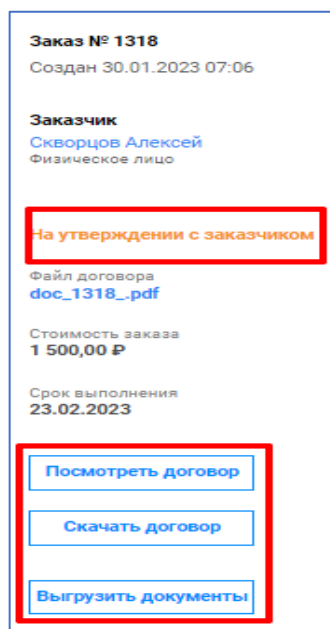 Заказ № 1318
Создан 30.01.2023 07:06
Заказчик
Скворцов Алексей
Физическое лицо
На утверждении с заказчиком
Файл договора
doc_1318_.pdf
Стоимость заказа
1 500,00 ₽
Срок выполнения
23.02.2023
Посмотреть договор
Скачать договор
Выгрузить документы